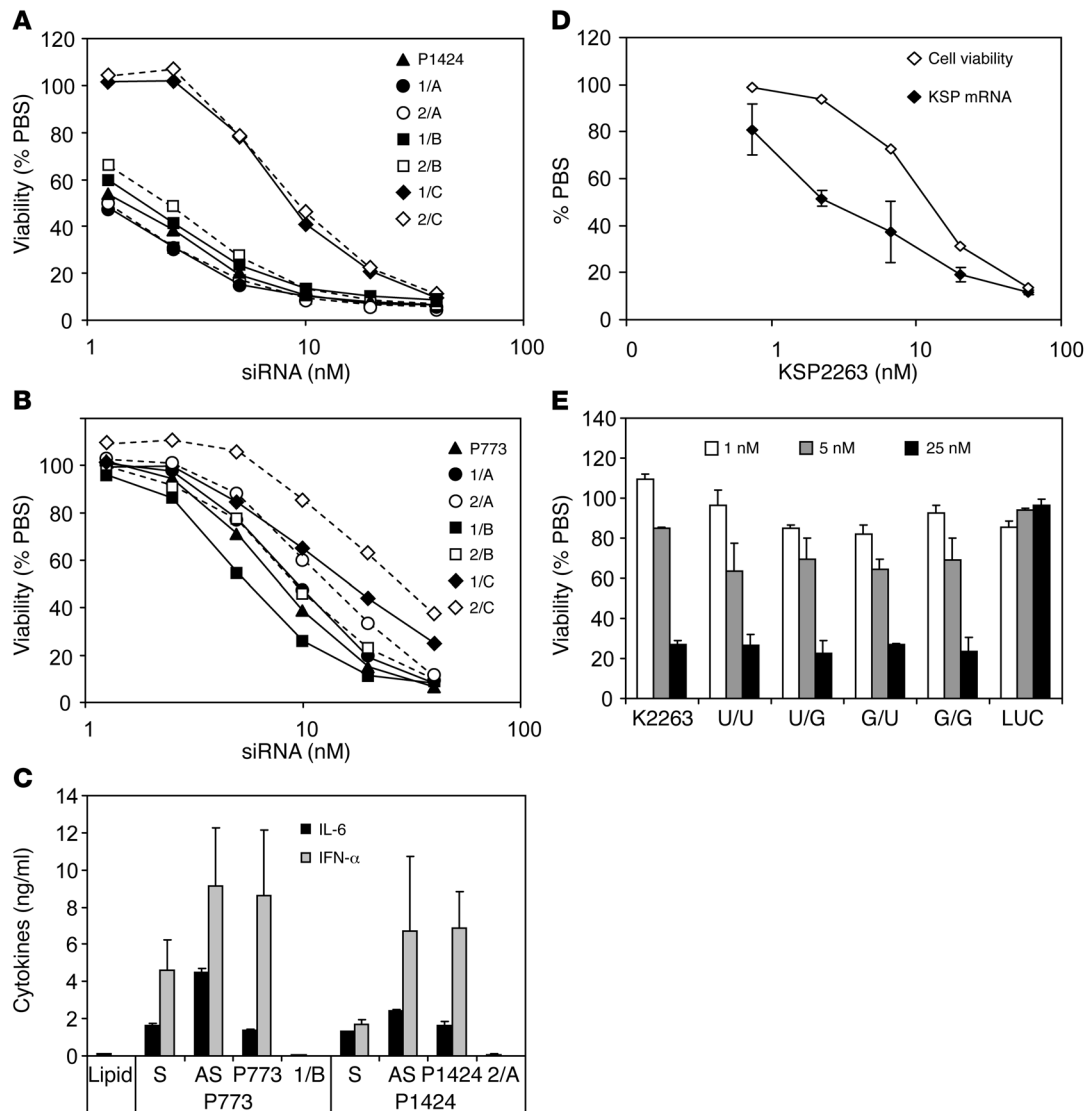 A
120
100
80
60
40
20
0
Viability (% PBS)
1
10
100
siRNA (nM)
P1424
1/A
2/A
1/B
2/B
1/C
2/C
D
120
100
80
60
40
20
0
% PBS
0
1
10
100
KSP2263 (nM)
Cell viability
KSP mRNA
B
100
80
60
40
20
0
Viability (% PBS)
1
10
100
siRNA (nM)
P773
1/A
2/A
1/B
2/B
1/C
2/C
E
140
120
100
80
60
40
20
0
Viability (% PBS)
1 nM 5 nM 25 nM
K2263 U/U U/G G/U G/G LUC
C
14
12
10
8
6
4
2
0
Cytokines (ng/ml)
IL-6
IFN-α
Lipid S AS P773 1/B S AS P1424 2/A
P773 P1424